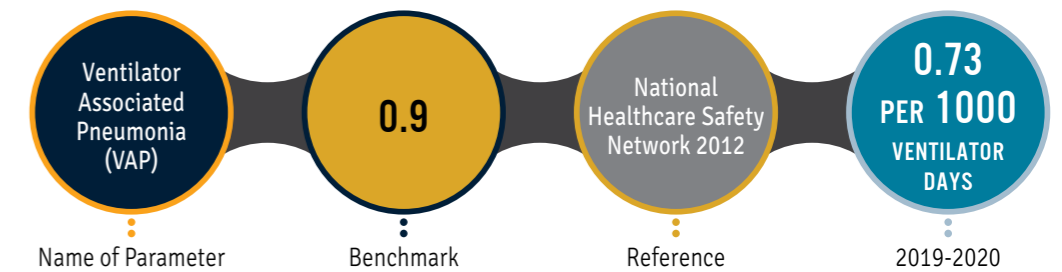 Ventilator
Associated
Pneumonia
(VAP)
Name of Parameter
0.9
Benchmark
National
Healthcare Safety
Network 2012
Reference
0.73
PER 1000
VENTILATOR
DAYS
2019-2020